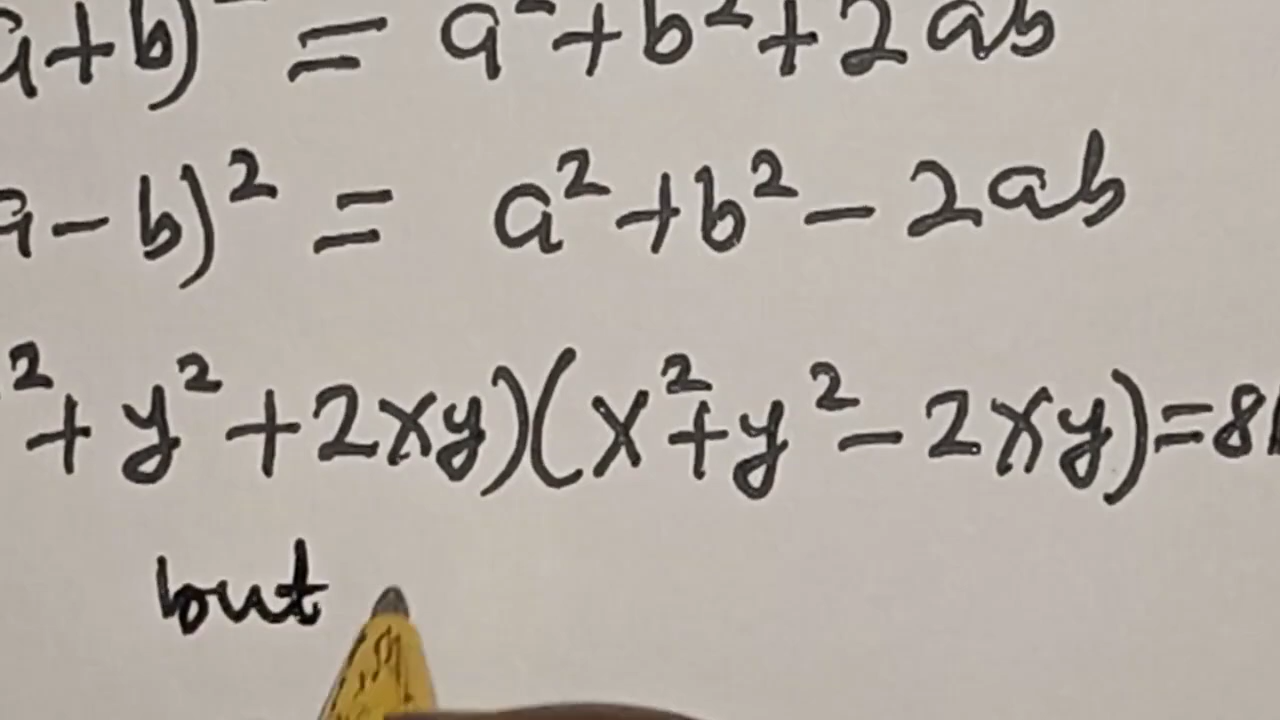 a+b)² = a²+b²+2ab
a-b)² = a²+b²-2ab
²+y²+2xy)(x²+y²-2xy)=8
but